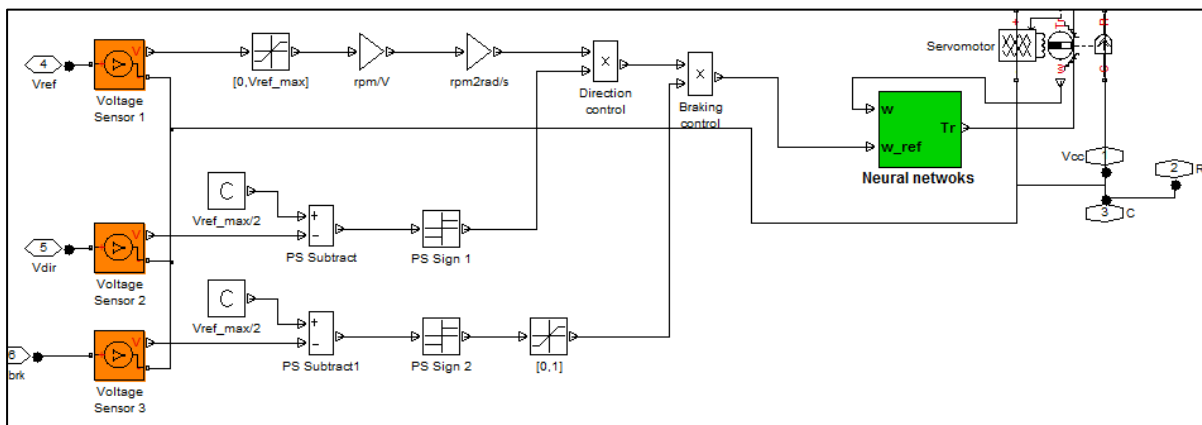 4
Vref
V
Voltage
Sensor 1
[0,Vref_max]
rpm/V
rpm2rad/s
x
Direction
control
x
Braking
control
Servomotor
w
w_ref
Tr
Neural netwoks
Vcc
1
2
R
3
C
C
Vref_max/2
+
−
PS Subtract
PS Sign 1
5
Vdir
V
Voltage
Sensor 2
C
Vref_max/2
+
−
PS Subtract1
PS Sign 2
[0,1]
6
brk
V
Voltage
Sensor 3